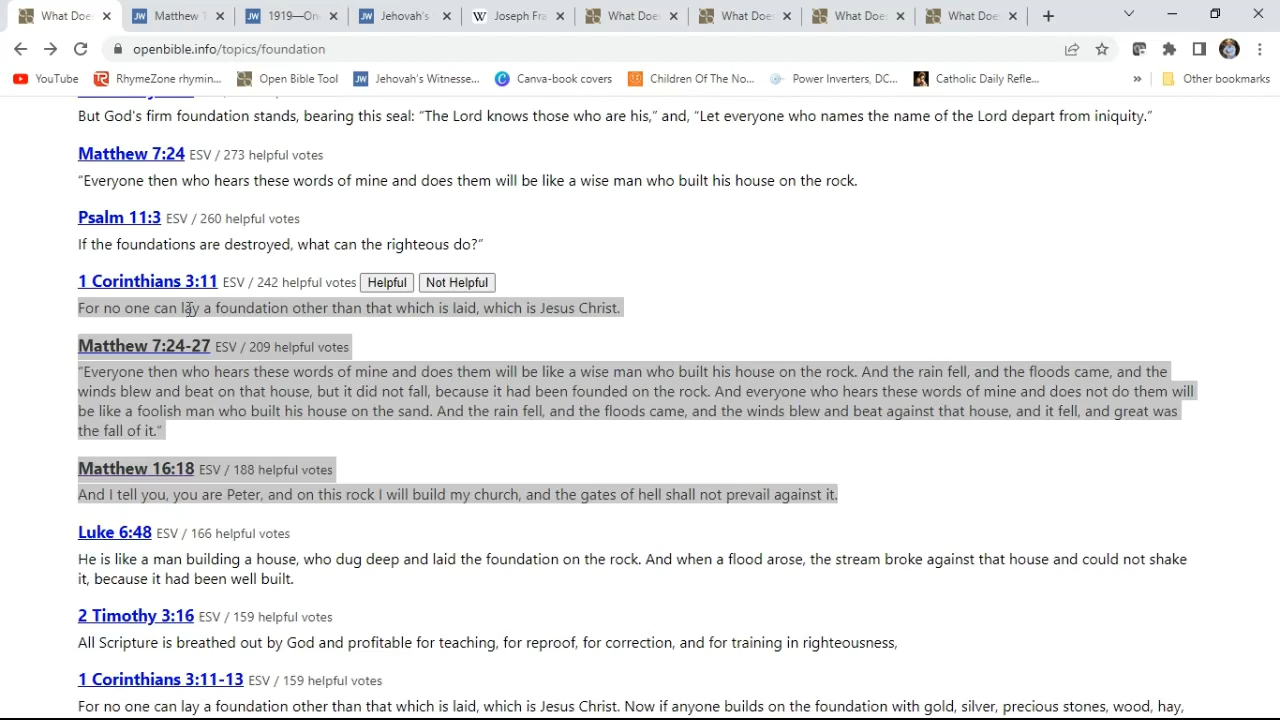 What Doe
Matthew 1
1919—On
Jehovah's
Joseph Fra
What Doe
What Doe
What Doe
What Doe
openbible.info/topics/foundation
YouTube
RhymeZone rhymin...
Open Bible Tool
Jehovah's Witnesse...
Canva-book covers
Children Of The No...
Power Inverters, DC...
Catholic Daily Refle...
»
Other bookmarks
But God's firm foundation stands, bearing this seal: “The Lord knows those who are his,” and, “Let everyone who names the name of the Lord depart from iniquity.”
Matthew 7:24 ESV / 273 helpful votes
“Everyone then who hears these words of mine and does them will be like a wise man who built his house on the rock.
Psalm 11:3 ESV / 260 helpful votes
If the foundations are destroyed, what can the righteous do?”
1 Corinthians 3:11 ESV / 242 helpful votes Helpful Not Helpful
For no one can lay a foundation other than that which is laid, which is Jesus Christ.
Matthew 7:24-27 ESV / 209 helpful votes
“Everyone then who hears these words of mine and does them will be like a wise man who built his house on the rock. And the rain fell, and the floods came, and the
winds blew and beat on that house, but it did not fall, because it had been founded on the rock. And everyone who hears these words of mine and does not do them will
be like a foolish man who built his house on the sand. And the rain fell, and the floods came, and the winds blew and beat against that house, and it fell, and great was
the fall of it.”
Matthew 16:18 ESV / 188 helpful votes
And I tell you, you are Peter, and on this rock I will build my church, and the gates of hell shall not prevail against it.
Luke 6:48 ESV / 166 helpful votes
He is like a man building a house, who dug deep and laid the foundation on the rock. And when a flood arose, the stream broke against that house and could not shake
it, because it had been well built.
2 Timothy 3:16 ESV / 159 helpful votes
All Scripture is breathed out by God and profitable for teaching, for reproof, for correction, and for training in righteousness,
1 Corinthians 3:11-13 ESV / 159 helpful votes
For no one can lay a foundation other than that which is laid, which is Jesus Christ. Now if anyone builds on the foundation with gold, silver, precious stones, wood, hay,